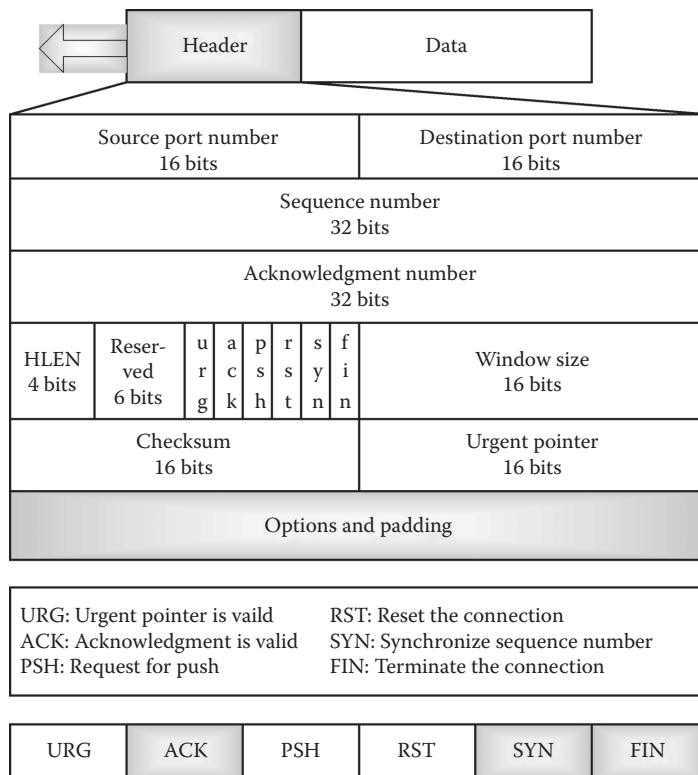 Header
Data
Source port number
16 bits
Destination port number
16 bits
Sequence number
32 bits
Acknowledgment number
32 bits
HLEN
4 bits
Reser-
ved
6 bits
u
r
g
a
c
k
p
s
h
r
s
t
s
y
n
f
i
n
Window size
16 bits
Checksum
16 bits
Urgent pointer
16 bits
Options and padding
URG: Urgent pointer is vaild
ACK: Acknowledgment is valid
PSH: Request for push
RST: Reset the connection
SYN: Synchronize sequence number
FIN: Terminate the connection
URG
ACK
PSH
RST
SYN
FIN